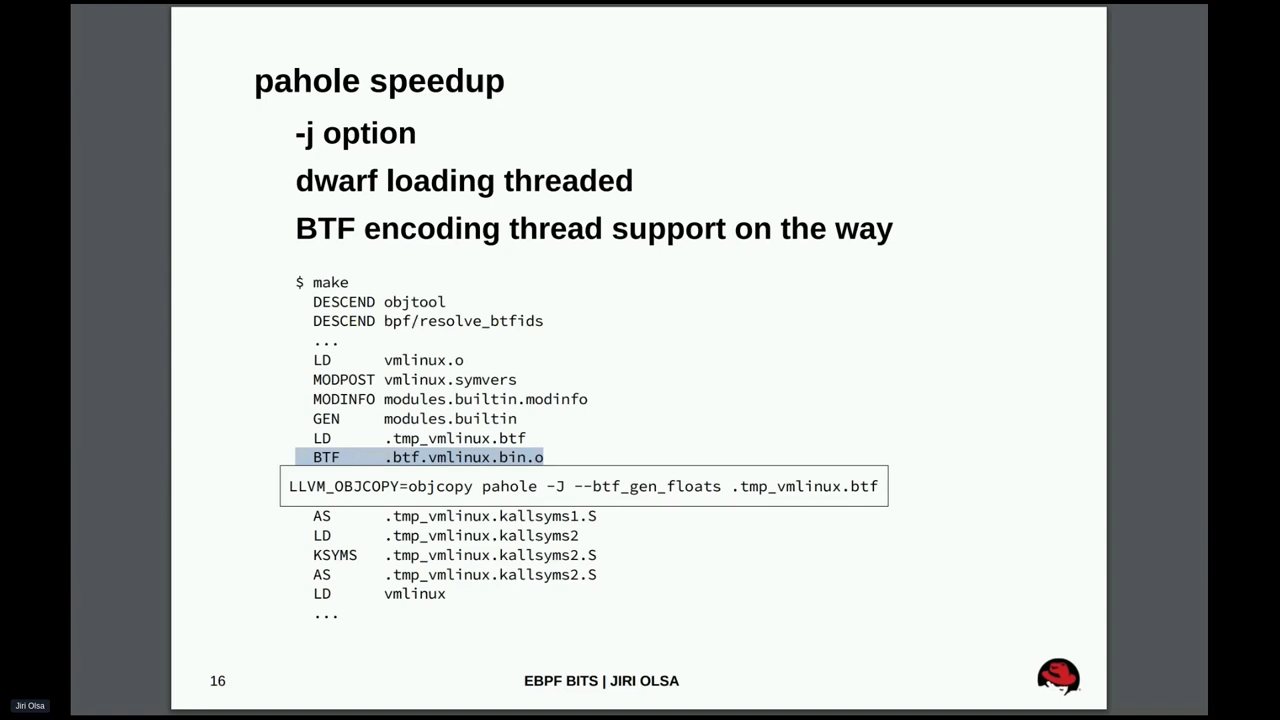 pahole speedup
-j option
dwarf loading threaded
BTF encoding thread support on the way
$ make
DESCEND objtool
DESCEND bpf/resolve_btfids
...
LD vmlinux.o
MODPOST vmlinux.symvers
MODINFO modules.builtin.modinfo
GEN modules.builtin
LD .tmp_vmlinux.btf
BTF .btf.vmlinux.bin.o
LLVM_OBJCOPY=objcopy pahole -J --btf_gen_floats .tmp_vmlinux.btf
AS .tmp_vmlinux.kallsyms1.S
LD .tmp_vmlinux.kallsyms2
KSYMS .tmp_vmlinux.kallsyms2.S
AS .tmp_vmlinux.kallsyms2.S
LD vmlinux
...
16 EBPF BITS | JIRI OLSA
Jiri Olsa